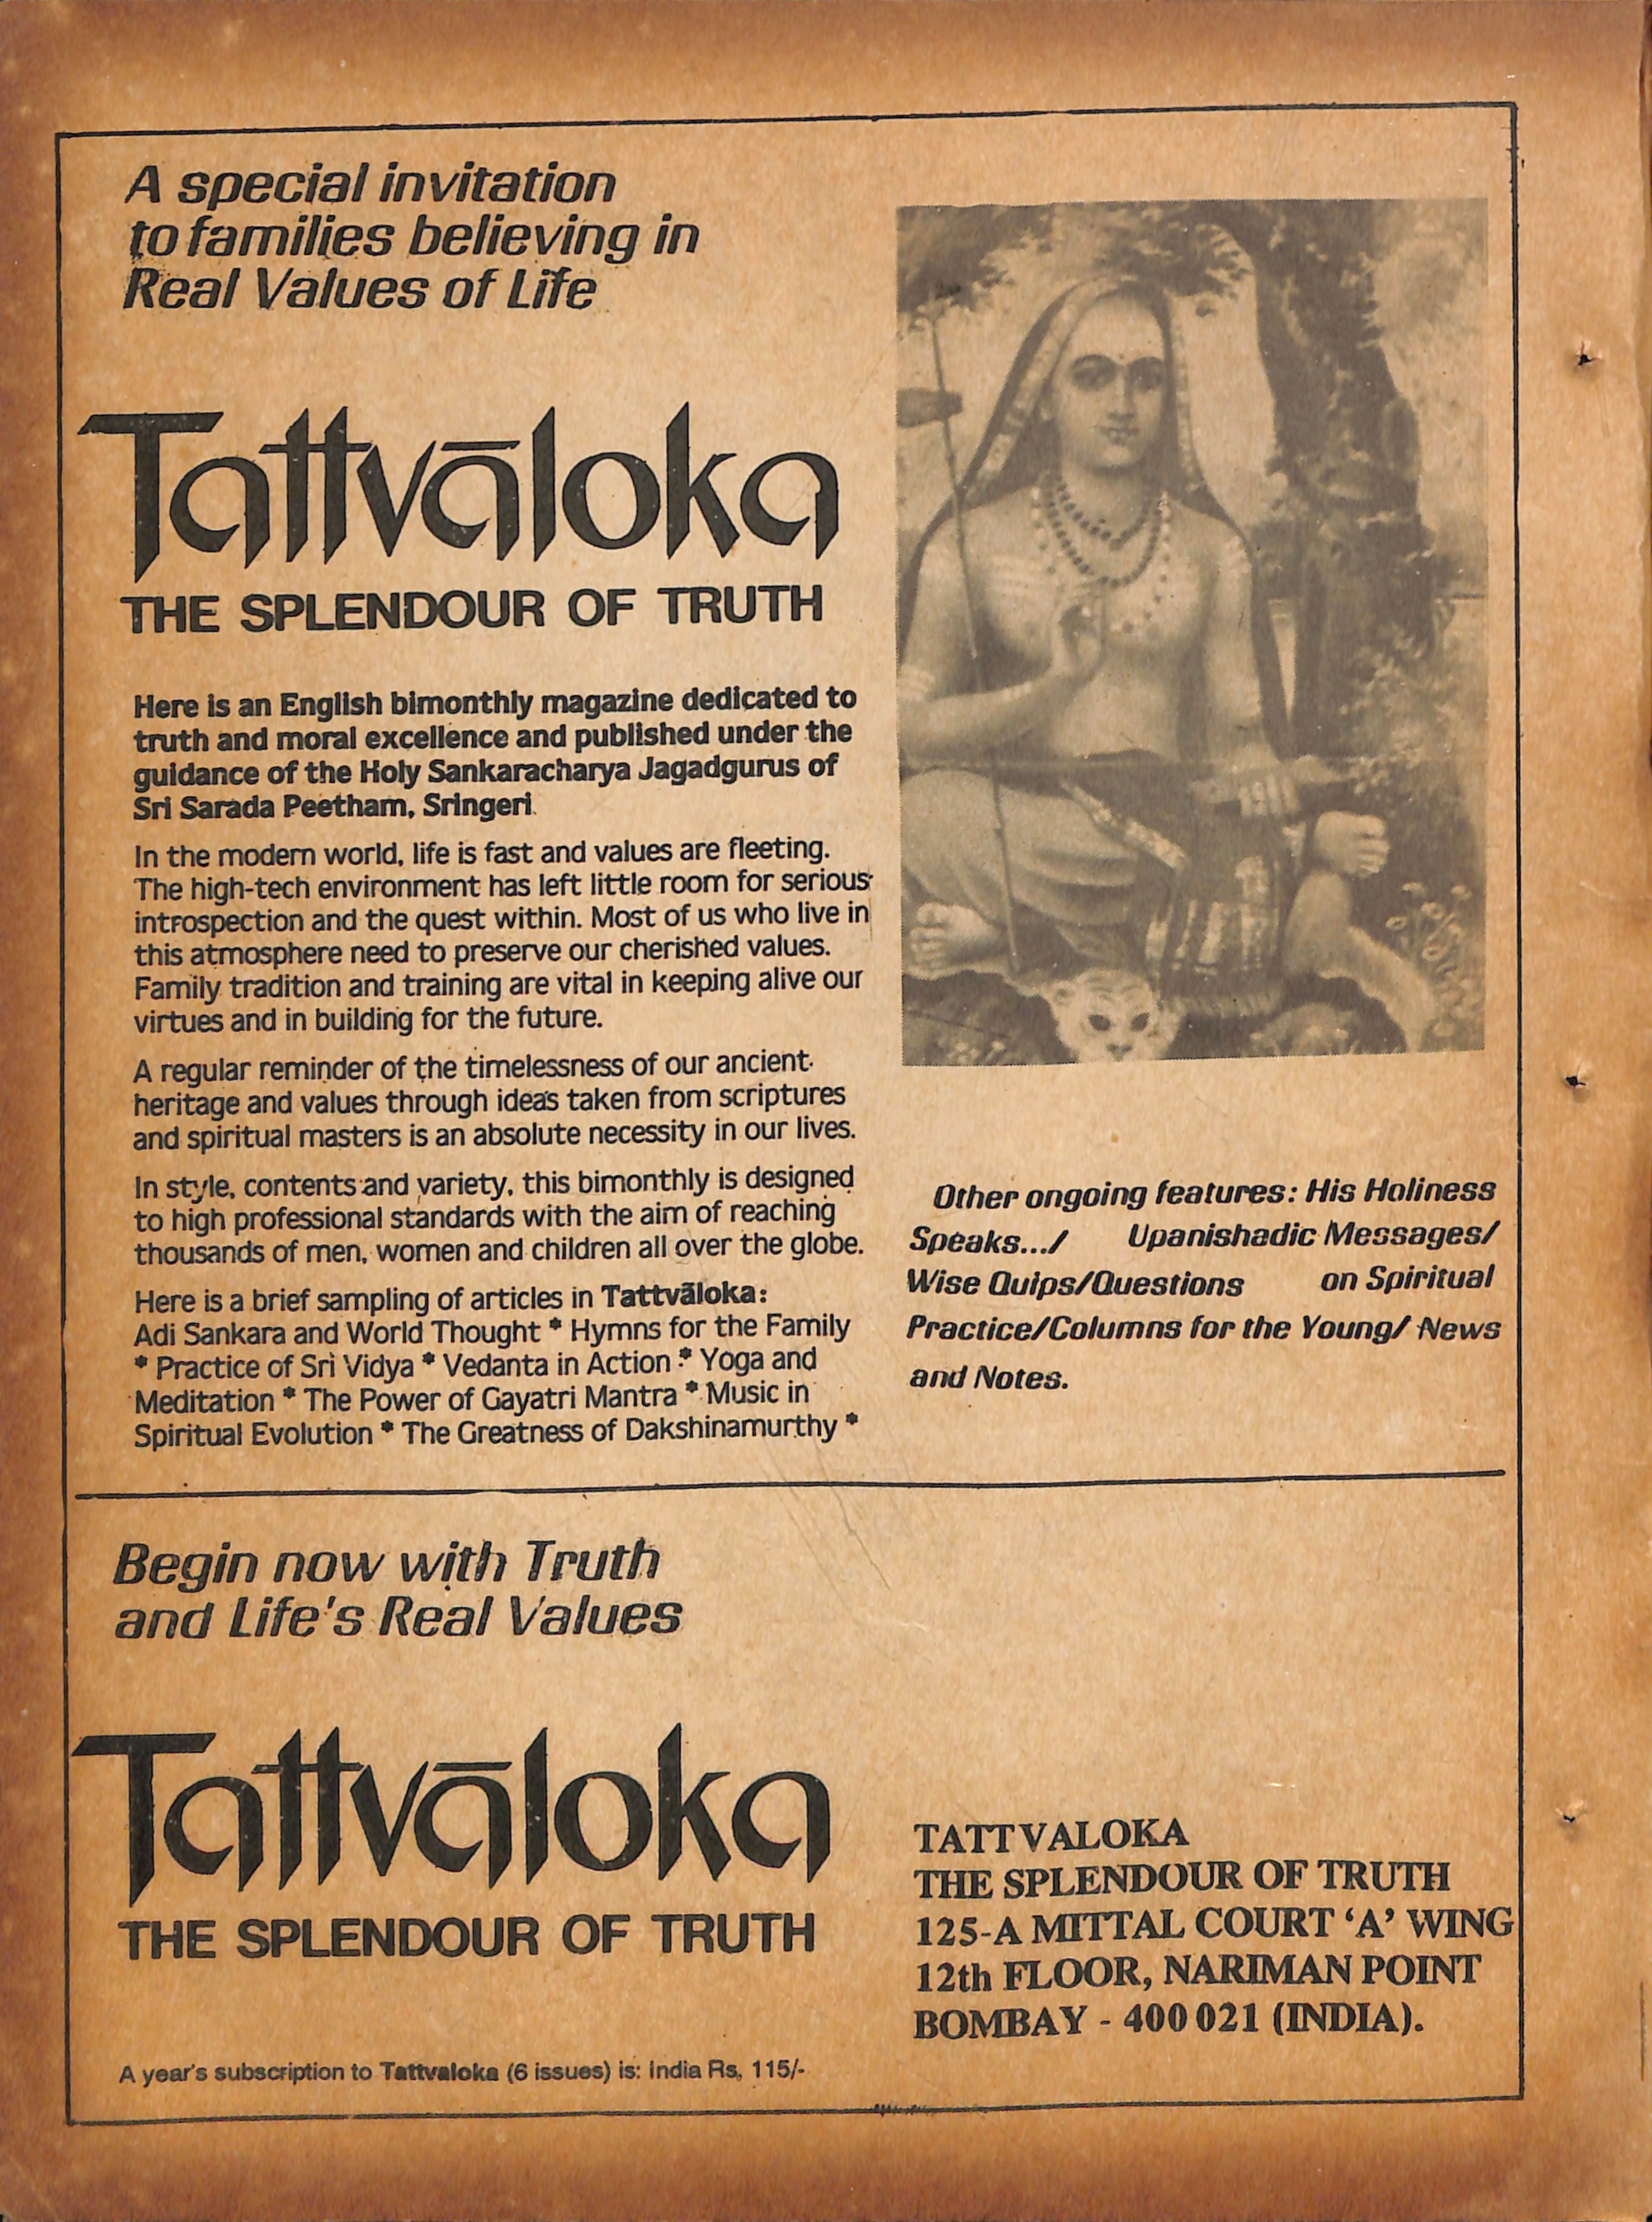 A special invitation
to families believing in
Real Values of Life
Tattvāloka
THE SPLENDOUR OF TRUTH
Here is an English bimonthly magazine dedicated to
truth and moral excellence and published under the
guidance of the Holy Sankaracharya Jagadgurus of
Sri Sarada Peetham, Sringeri.
In the modern world, life is fast and values are fleeting.
The high-tech environment has left little room for serious
introspection and the quest within. Most of us who live in
this atmosphere need to preserve our cherished values.
Family tradition and training are vital in keeping alive our
virtues and in building for the future.
A regular reminder of the timelessness of our ancient
heritage and values through ideas taken from scriptures
and spiritual masters is an absolute necessity in our lives.
In style, contents and variety, this bimonthly is designed
to high professional standards with the aim of reaching
thousands of men, women and children all over the globe.
Here is a brief sampling of articles in Tattvāloka:
Adi Sankara and World Thought * Hymns for the Family
* Practice of Sri Vidya * Vedanta in Action * Yoga and
Meditation * The Power of Gayatri Mantra * Music in
Spiritual Evolution * The Greatness of Dakshinamurthy *
Other ongoing features: His Holiness
Speaks.../ Upanishadic Messages/
Wise Quips/Questions on Spiritual
Practice/Columns for the Young/ News
and Notes.
Begin now with Truth
and Life's Real Values
Tattvāloka
THE SPLENDOUR OF TRUTH
A year's subscription to Tattvaloka (6 issues) is: India Rs, 115/-
TATTVALOKA
THE SPLENDOUR OF TRUTH
125-A MITTAL COURT ‘A’ WING
12th FLOOR, NARIMAN POINT
BOMBAY - 400 021 (INDIA).